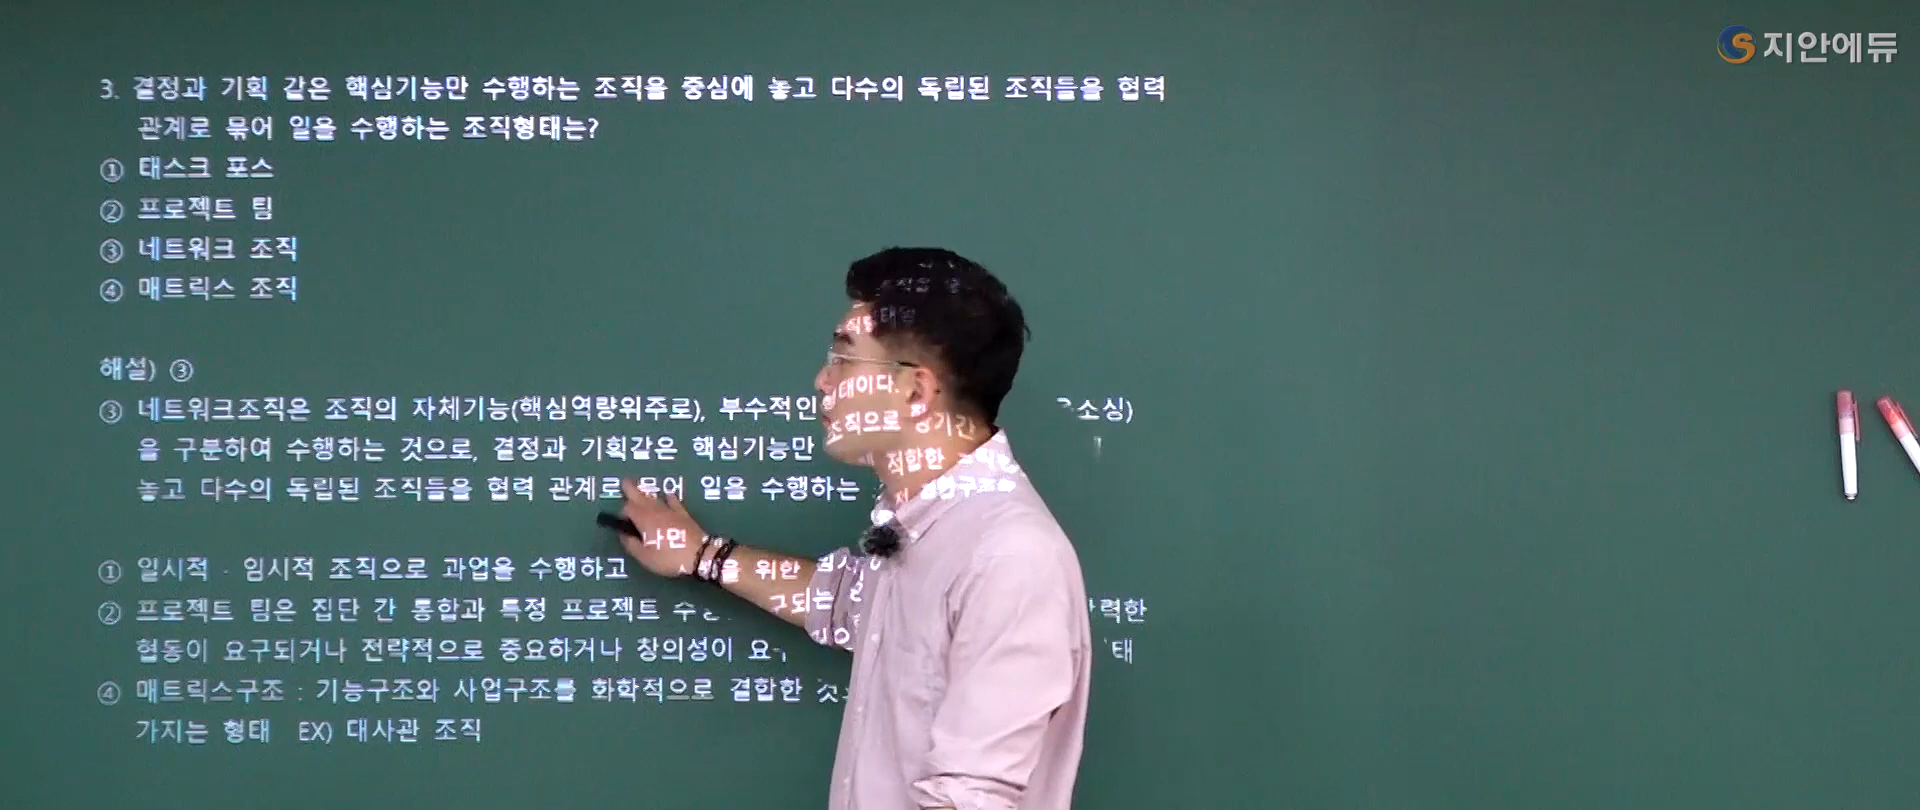 지안에듀
3. 결정과 기획 같은 핵심기능만 수행하는 조직을 중심에 놓고 다수의 독립된 조직들을 협력
관계로 묶어 일을 수행하는 조직형태는?
① 태스크 포스
② 프로젝트 팀
③ 네트워크 조직
④ 매트릭스 조직
해설) ③
③ 네트워크조직은 조직의 자체기능(핵심역량위주로), 부수적인 소싱)
을 구분하여 수행하는 것으로, 결정과 기획같은 핵심기능만
놓고 다수의 독립된 조직들을 협력 관계로 묶어 일을 수행하는
① 일시적 · 임시적 조직으로 과업을 수행하고 위한
② 프로젝트 팀은 집단 간 통합과 특정 프로젝트 력한
협동이 요구되거나 전략적으로 중요하거나 창의성이 태
④ 매트릭스구조 : 기능구조와 사업구조를 화학적으로 결합한
가지는 형태 EX) 대사관 조직